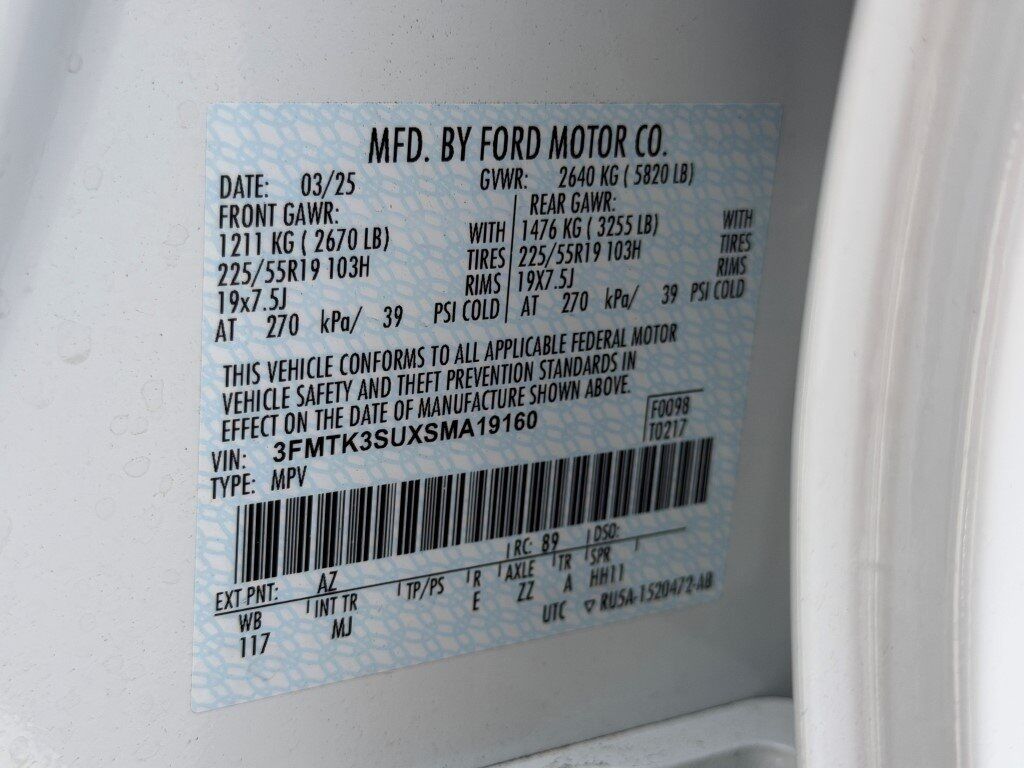 MFD. BY FORD MOTOR CO.
DATE: 03/25 GVWR: 2640 KG ( 5820 LB)
FRONT GAWR: REAR GAWR:
1211 KG ( 2670 LB) WITH 1476 KG ( 3255 LB) WITH
225/55R19 103H TIRES 225/55R19 103H TIRES
19x7.5J RIMS 19X7.5J RIMS
AT 270 kPa/ 39 PSI COLD AT 270 kPa/ 39 PSI COLD
THIS VEHICLE CONFORMS TO ALL APPLICABLE FEDERAL MOTOR
VEHICLE SAFETY AND THEFT PREVENTION STANDARDS IN
EFFECT ON THE DATE OF MANUFACTURE SHOWN ABOVE.
VIN: 3FMTK3SUXSMA19160 F0098
TYPE: MPV T0217
EXT PNT: AZ RC: 89 DSO:
WB INT TR TP/PS R AXLE TR SPR
117 MJ E ZZ A HH11
UTC ▽ RU5A-1520472-AB